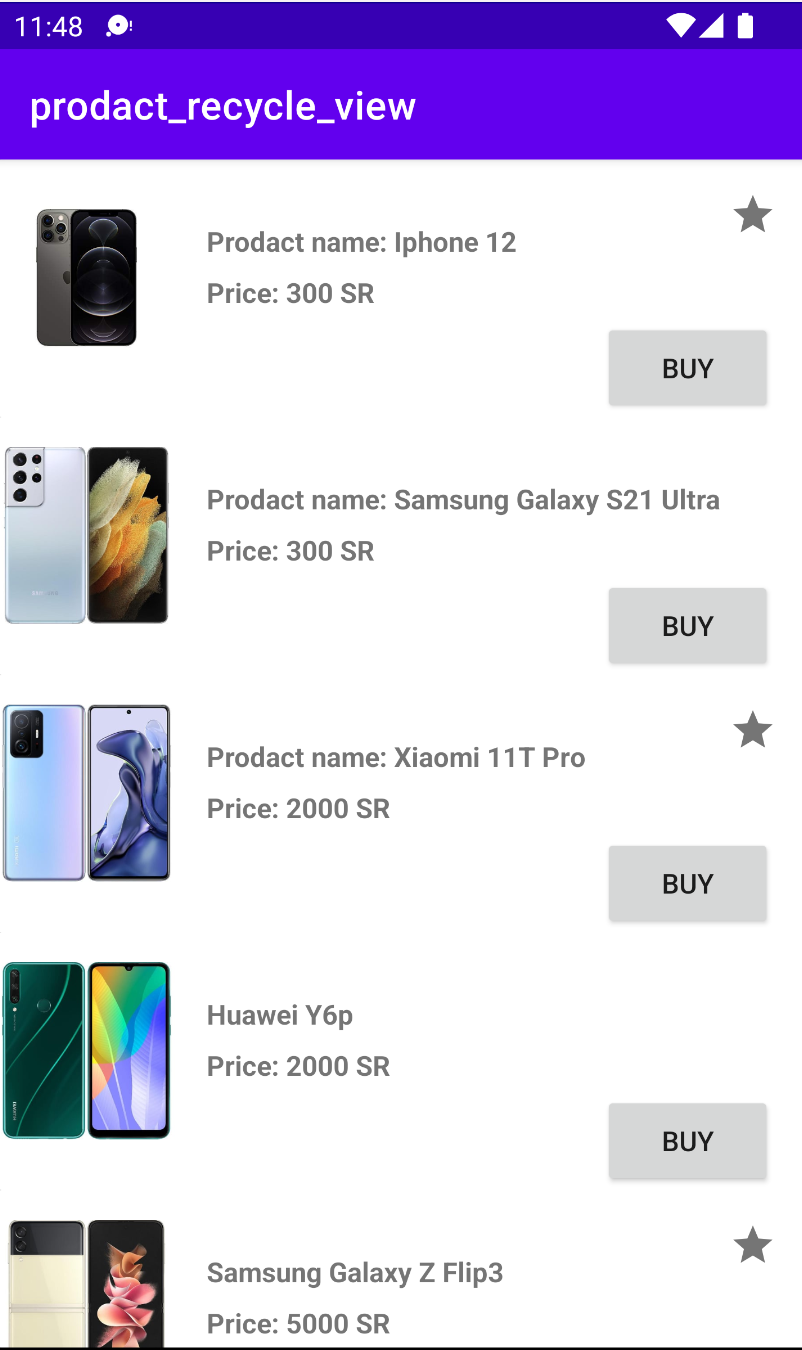 11:48
prodact_recycle_view
Prodact name: Iphone 12
Price: 300 SR
BUY
Prodact name: Samsung Galaxy S21 Ultra
Price: 300 SR
BUY
Prodact name: Xiaomi 11T Pro
Price: 2000 SR
BUY
Huawei Y6p
Price: 2000 SR
BUY
Samsung Galaxy Z Flip3
Price: 5000 SR